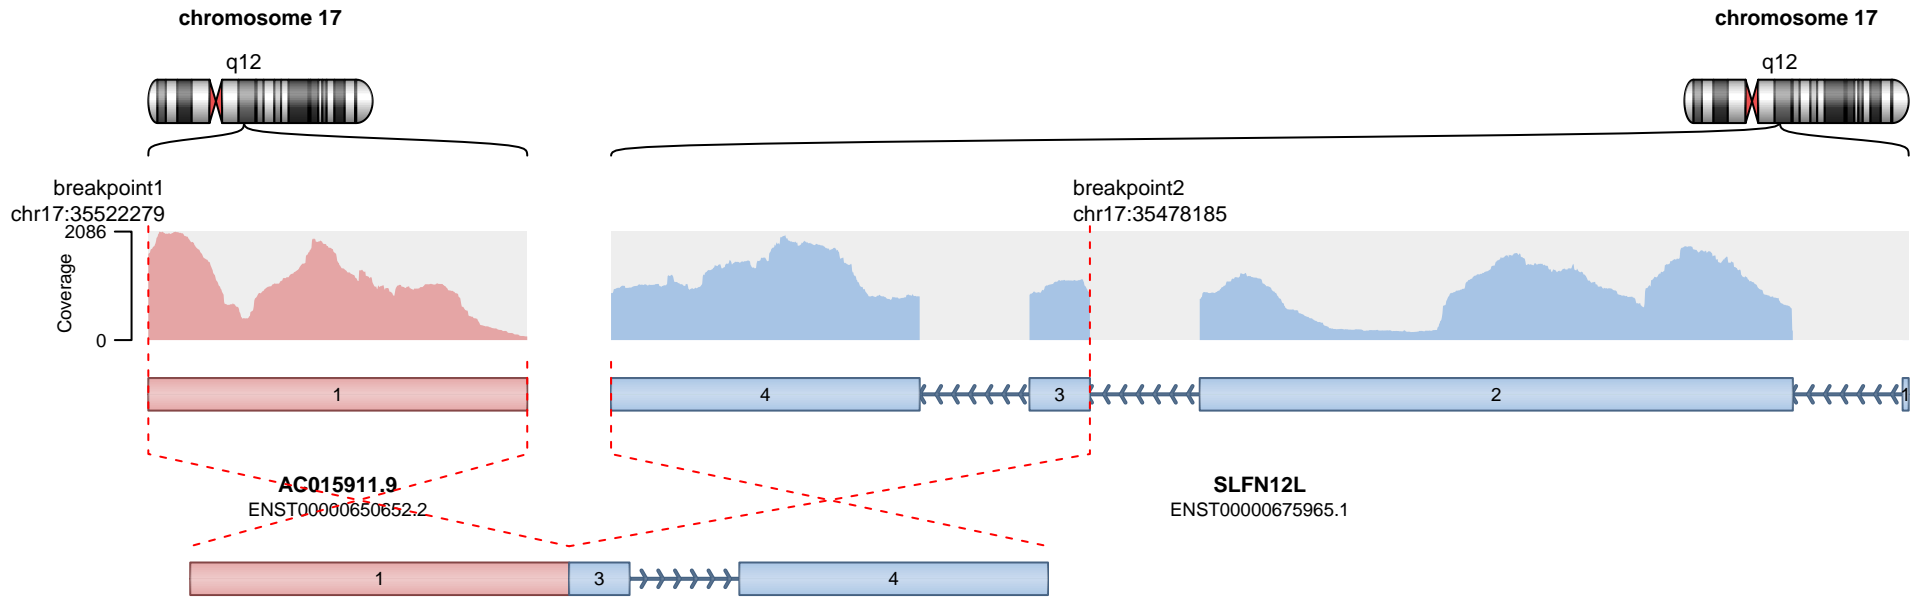 chromosome 17
chromosome 17
q12
q12
breakpoint1
chr17:35522279
breakpoint2
chr17:35478185
2086
Coverage
0
1
4
3
2
1
AC015911.9
ENST00000650652.2
SLFN12L
ENST00000675965.1
1
3
4